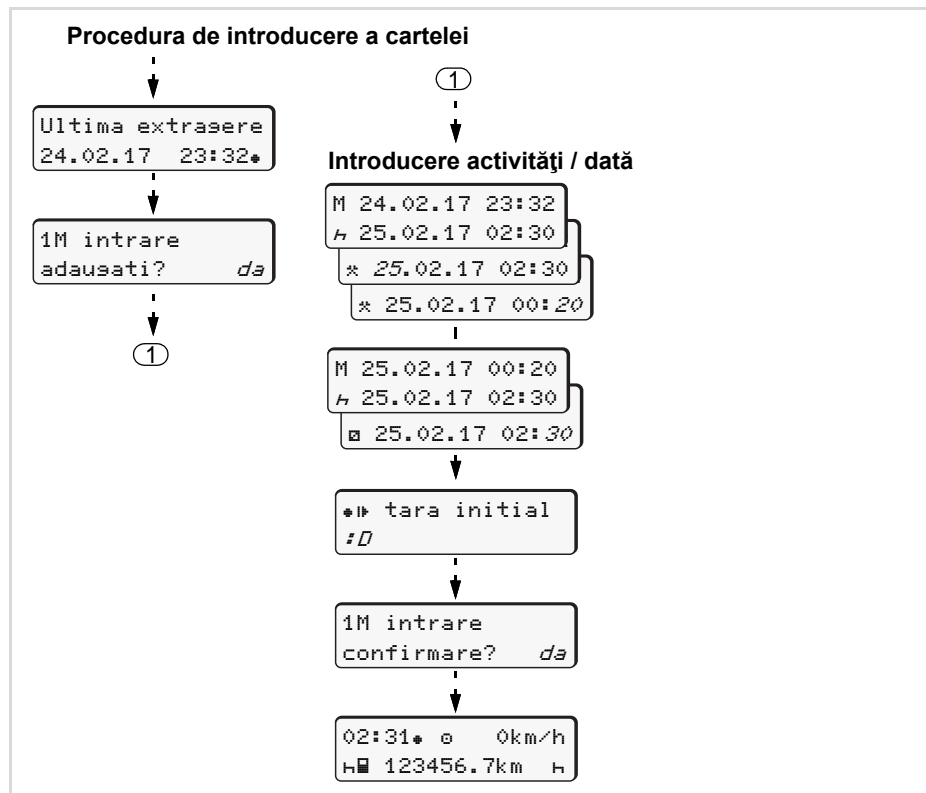 Procedura de introducere a cartelei
Ultima extragere
24.02.17 23:32
1M intrare
adaugati? da
1
1
Introducere activităţi / dată
M 24.02.17 23:32
25.02.17 02:30
25.02.17 02:30
25.02.17 00:20
M 25.02.17 00:20
25.02.17 02:30
25.02.17 02:30
tara initial
:D
1M intrare
confirmare? da
02:31 0km/h
123456.7km